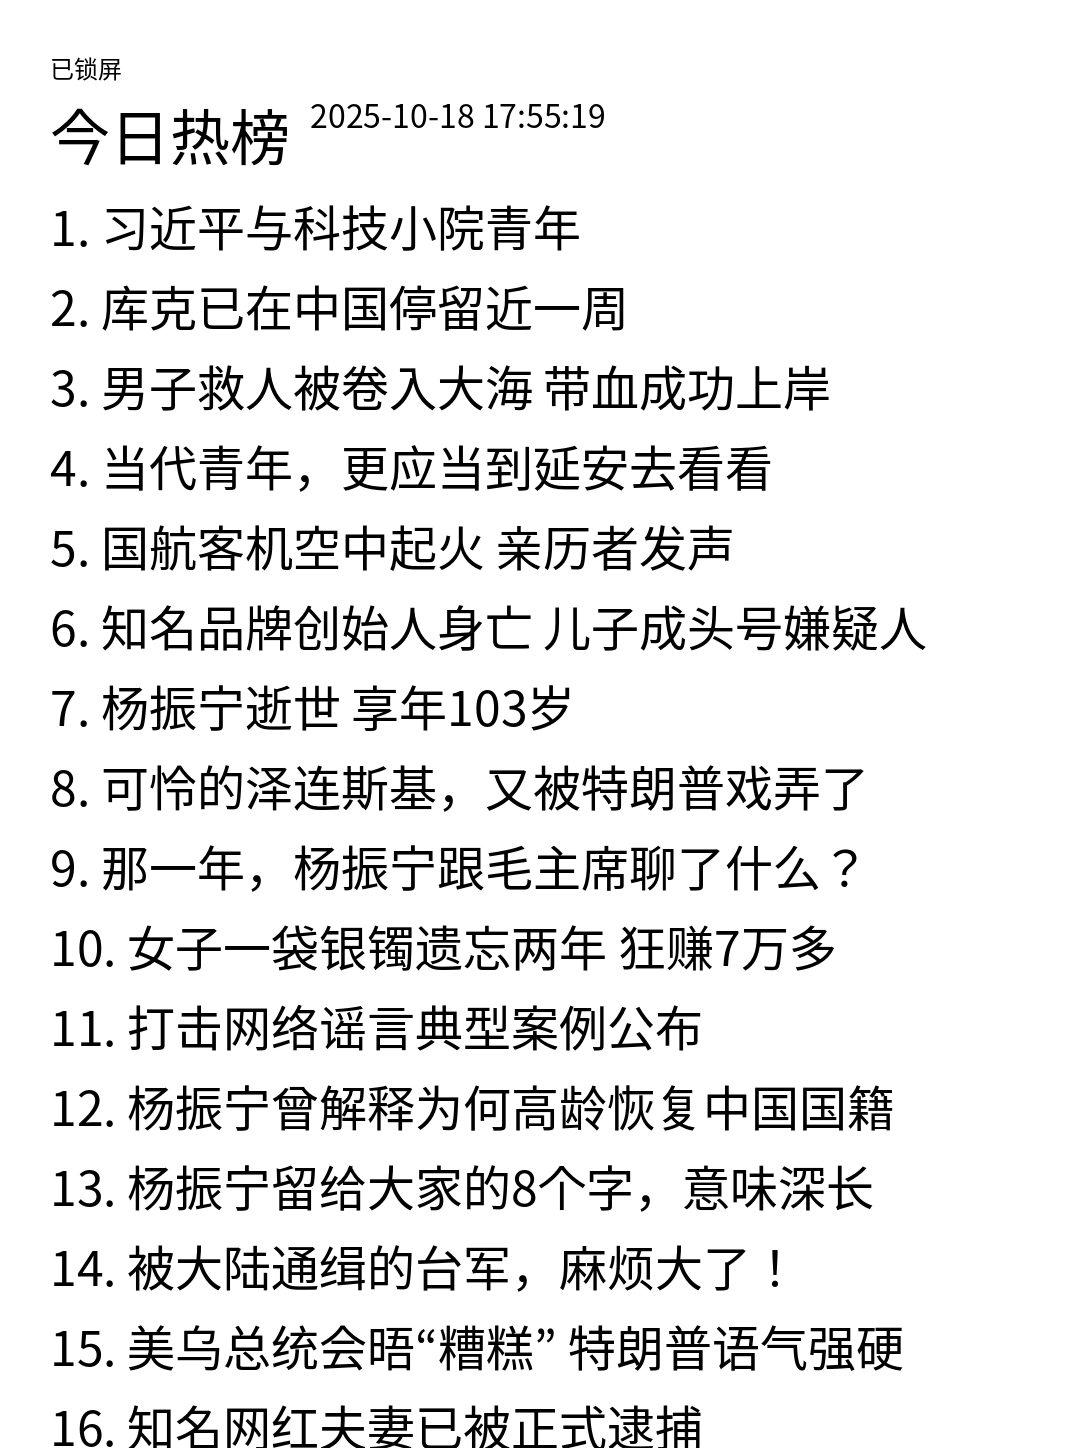 已锁屏
今日热榜 2025-10-18 17:55:19
1. 习近平与科技小院青年
2. 库克已在中国停留近一周
3. 男子救人被卷入大海 带血成功上岸
4. 当代青年，更应当到延安去看看
5. 国航客机空中起火 亲历者发声
6. 知名品牌创始人身亡 儿子成头号嫌疑人
7. 杨振宁逝世 享年103岁
8. 可怜的泽连斯基，又被特朗普戏弄了
9. 那一年，杨振宁跟毛主席聊了什么？
10. 女子一袋银镯遗忘两年 狂赚7万多
11. 打击网络谣言典型案例公布
12. 杨振宁曾解释为何高龄恢复中国国籍
13. 杨振宁留给大家的8个字，意味深长
14. 被大陆通缉的台军，麻烦大了！
15. 美乌总统会晤“糟糕” 特朗普语气强硬
16. 知名网红夫妻已被正式逮捕